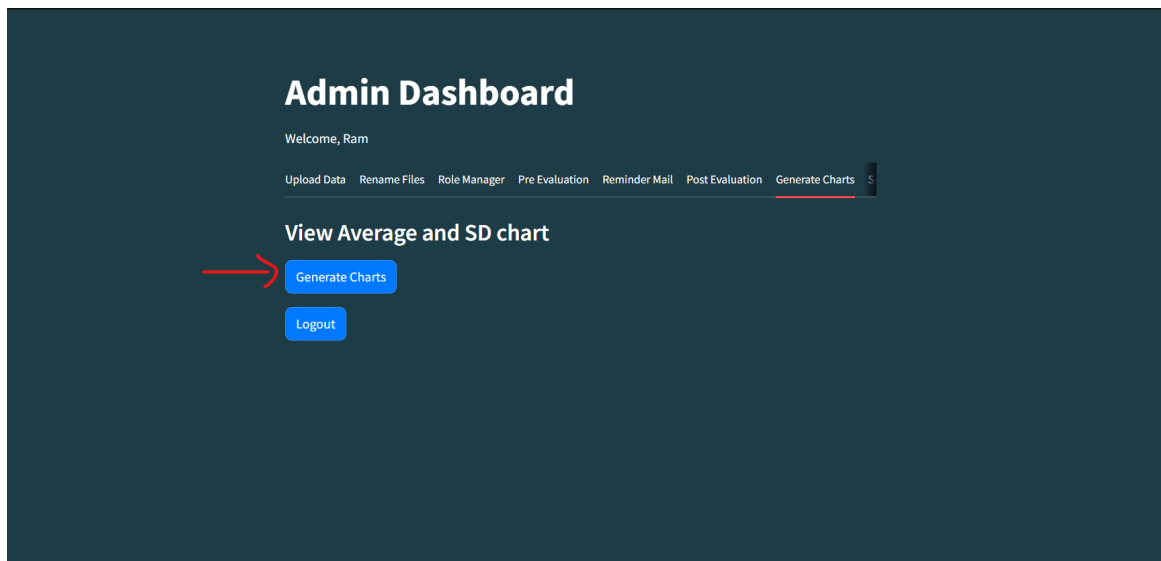 Admin Dashboard
Welcome, Ram
Upload Data Rename Files Role Manager Pre Evaluation Reminder Mail Post Evaluation Generate Charts S
View Average and SD chart
Generate Charts
Logout